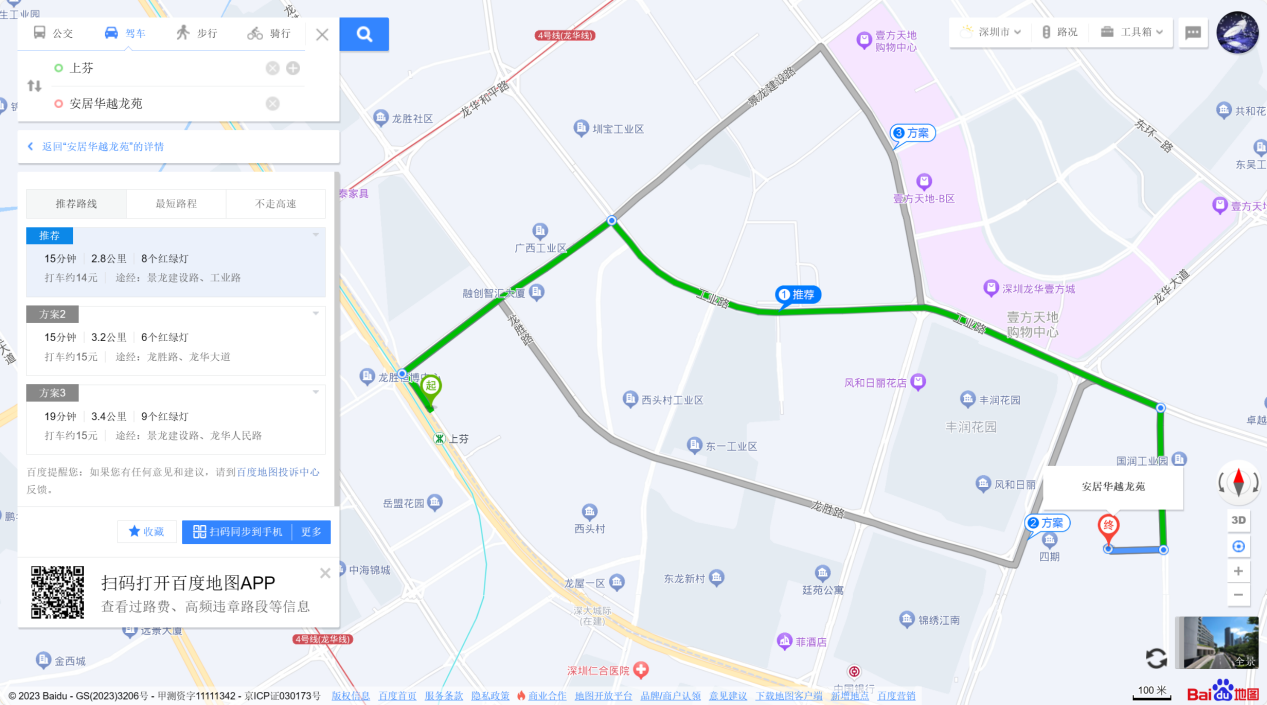 公交
驾车
步行
骑行
上芬
安居华越龙苑
返回"安居华越龙苑"的详情
推荐路线
最短路程
不走高速
推荐
15分钟 2.8公里 8个红绿灯
打车约14元 途经：景龙建设路、工业路
方案2
15分钟 3.2公里 6个红绿灯
打车约15元 途经：龙胜路、龙华大道
方案3
19分钟 3.4公里 9个红绿灯
打车约15元 途经：景龙建设路、龙华人民路
百度提醒您：如果您有任何意见和建议，请到百度地图投诉中心
反馈。
收藏
扫码同步到手机
更多
扫码打开百度地图APP
查看过路费、高频违章路段等信息
深圳市
路况
工具箱
4号线(龙华线)
龙华和平路
景龙建设路
壹方天地
购物中心
龙胜社区
圳宝工业区
3 方案
共和花
东环一路
东吴工
泰家具
壹方天地-B区
壹方天
广西工业区
融创智汇大厦
1 推荐
工业路
工业路
深圳龙华壹方城
壹方天地
购物中心
龙华大道
龙胜路
起
上芬
西头村工业区
风和日丽花店
丰润花园
丰润花园
东一工业区
卓越
国润工业园
风和日丽
安居华越龙苑
岳盟花园
西头村
龙胜路
2 方案
终
四期
中海锦城
龙屋一区
东龙新村
廷苑公寓
深大城际
(在建)
锦绣江南
远景大厦
4号线(龙华线)
菲酒店
金西城
深圳仁合医院
3D
全景
100 米
Bai du 地图
© 2023 Baidu - GS(2023)3206号 - 甲测资字11111342 - 京ICP证030173号
版权信息
百度首页
服务条款
隐私政策
商业合作
地图开放平台
品牌/商户认领
意见建议
下载地图客户端
新增地点
百度营销